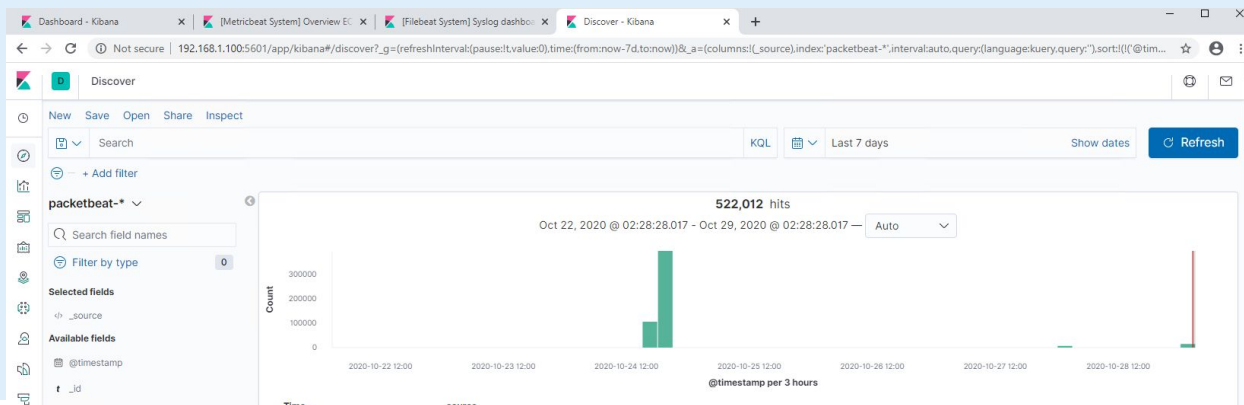 Dashboard - Kibana
[Metricbeat System] Overview EC
[Filebeat System] Syslog dashboa
Discover - Kibana
Not secure | 192.168.1.100:5601/app/kibana#/discover?_g=(refreshInterval:(pause:!t,value:0),time:(from:now-7d,to:now))&_a=(columns:!(_source),index:'packetbeat-*',interval:auto,query:(language:kuery,query:''),sort:!(!('@tim...
D Discover
New Save Open Share Inspect
Search KQL Last 7 days Show dates Refresh
+ Add filter
packetbeat-*
522,012 hits
Search field names
Oct 22, 2020 @ 02:28:28.017 - Oct 29, 2020 @ 02:28:28.017 — Auto
Filter by type 0
Selected fields
</> _source
Available fields
@timestamp
t _id
Count
300000
200000
100000
0
2020-10-22 12:00 2020-10-23 12:00 2020-10-24 12:00 2020-10-25 12:00 2020-10-26 12:00 2020-10-27 12:00 2020-10-28 12:00
@timestamp per 3 hours
Time _source